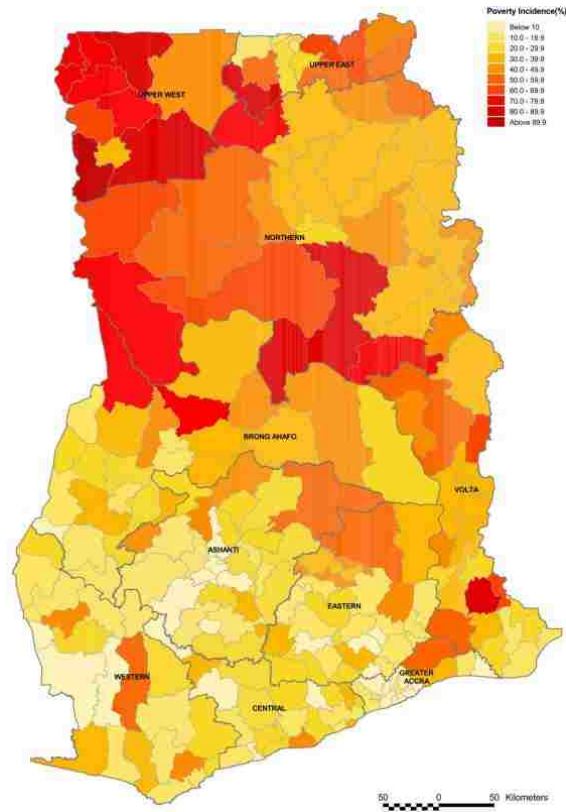 Poverty Incidence(%)
Below 10
10.0 - 19.9
20.0 - 29.9
30.0 - 39.9
40.0 - 49.9
50.0 - 59.9
60.0 - 69.9
70.0 - 79.9
80.0 - 89.9
Above 89.9
UPPER EAST
UPPER WEST
NORTHERN
BRONG AHAFO
VOLTA
ASHANTI
EASTERN
WESTERN
GREATER
ACCRA
CENTRAL
50 0 50 Kilometers